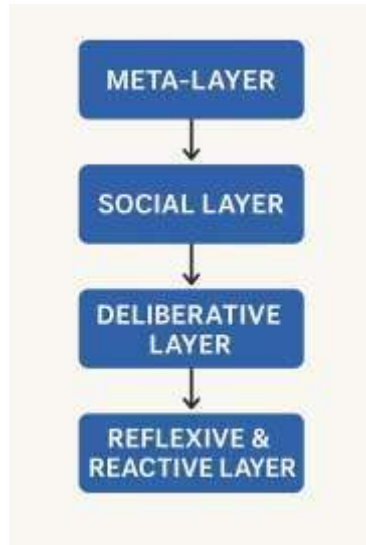 META-LAYER
SOCIAL LAYER
DELIBERATIVE
LAYER
REFLEXIVE &
REACTIVE LAYER